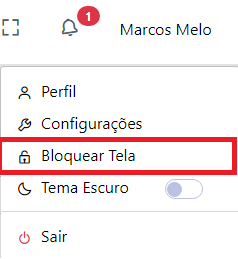 1
Marcos Melo
Perfil
Configurações
Bloquear Tela
Tema Escuro
Sair